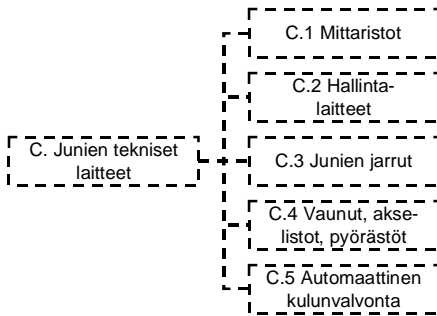 C.1 Mittaristot
C.2 Hallinta-
laitteet
C. Junien tekniset
laitteet
C.3 Junien jarrut
C.4 Vaunut, akse-
listot, pyörästöt
C.5 Automaattinen
kulunvalvonta